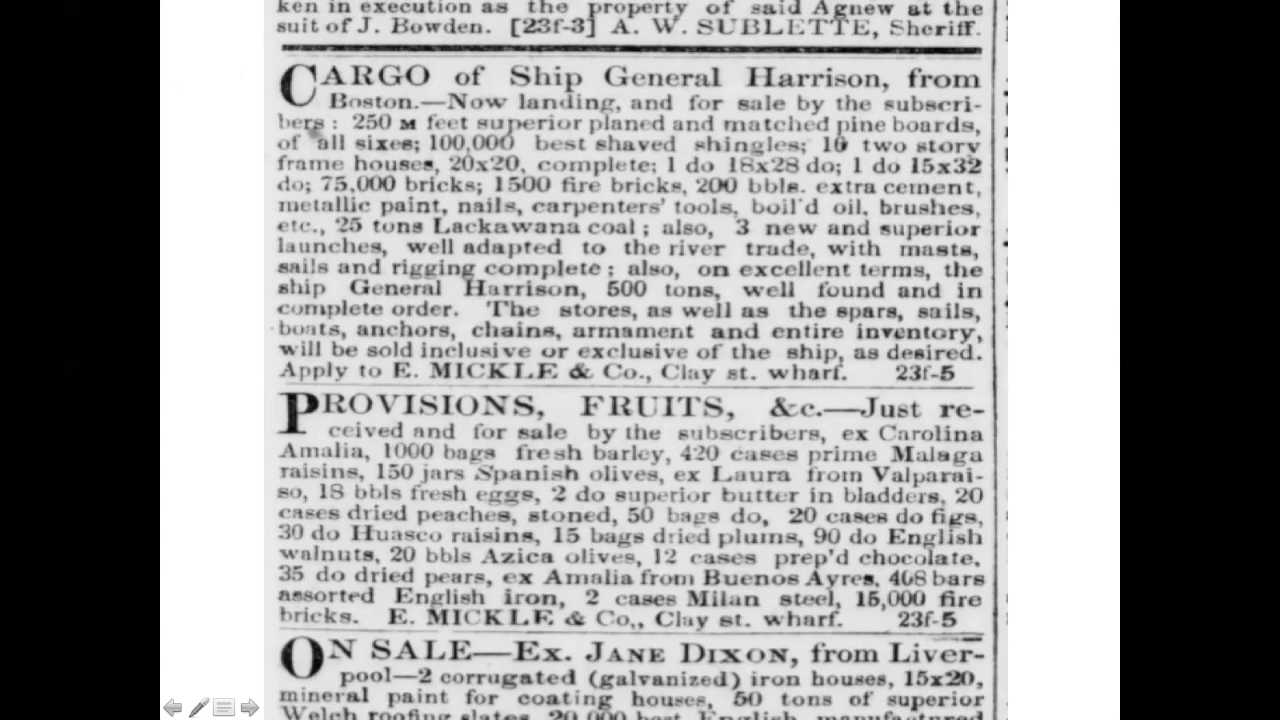 ken in execution as the property of said Agnew at the
suit of J. Bowden. [23f-3] A. W. SUBLETTE, Sheriff.
CARGO of Ship General Harrison, from
Boston.—Now landing, and for sale by the subscri-
bers: 250 M feet superior planed and matched pine boards,
of all sixes; 100,000 best shaved shingles; 10 two story
frame houses, 20x20, complete; 1 do 18x28 do; 1 do 15x32
do; 75,000 bricks; 1500 fire bricks, 200 bbls. extra cement,
metallic paint, nails, carpenters' tools, boil'd oil, brushes,
etc., 25 tons Lackawana coal; also, 3 new and superior
launches, well adapted to the river trade, with masts,
sails and rigging complete; also, on excellent terms, the
ship General Harrison, 500 tons, well found and in
complete order. The stores, as well as the spars, sails,
boats, anchors, chains, armament and entire inventory,
will be sold inclusive or exclusive of the ship, as desired.
Apply to E. MICKLE & Co., Clay st. wharf. 23f-5
PROVISIONS, FRUITS, &c.—Just re-
ceived and for sale by the subscribers, ex Carolina
Amalia, 1000 bags fresh barley, 420 cases prime Malaga
raisins, 150 jars Spanish olives, ex Laura from Valparai-
so, 18 bbls fresh eggs, 2 do superior butter in bladders, 20
cases dried peaches, stoned, 50 bags do, 20 cases do figs,
30 do Huasco raisins, 15 bags dried plums, 90 do English
walnuts, 20 bbls Azica olives, 12 cases prep'd chocolate,
35 do dried pears, ex Amalia from Buenos Ayres, 408 bars
assorted English iron, 2 cases Milan steel, 15,000 fire
bricks. E. MICKLE & Co,, Clay st. wharf. 23f-5
ON SALE—EX. JANE DIXON, from Liver-
pool—2 corrugated (galvanized) iron houses, 15x20,
mineral paint for coating houses, 50 tons of superior
Welch roofing slates, 20,000 best English manufactured